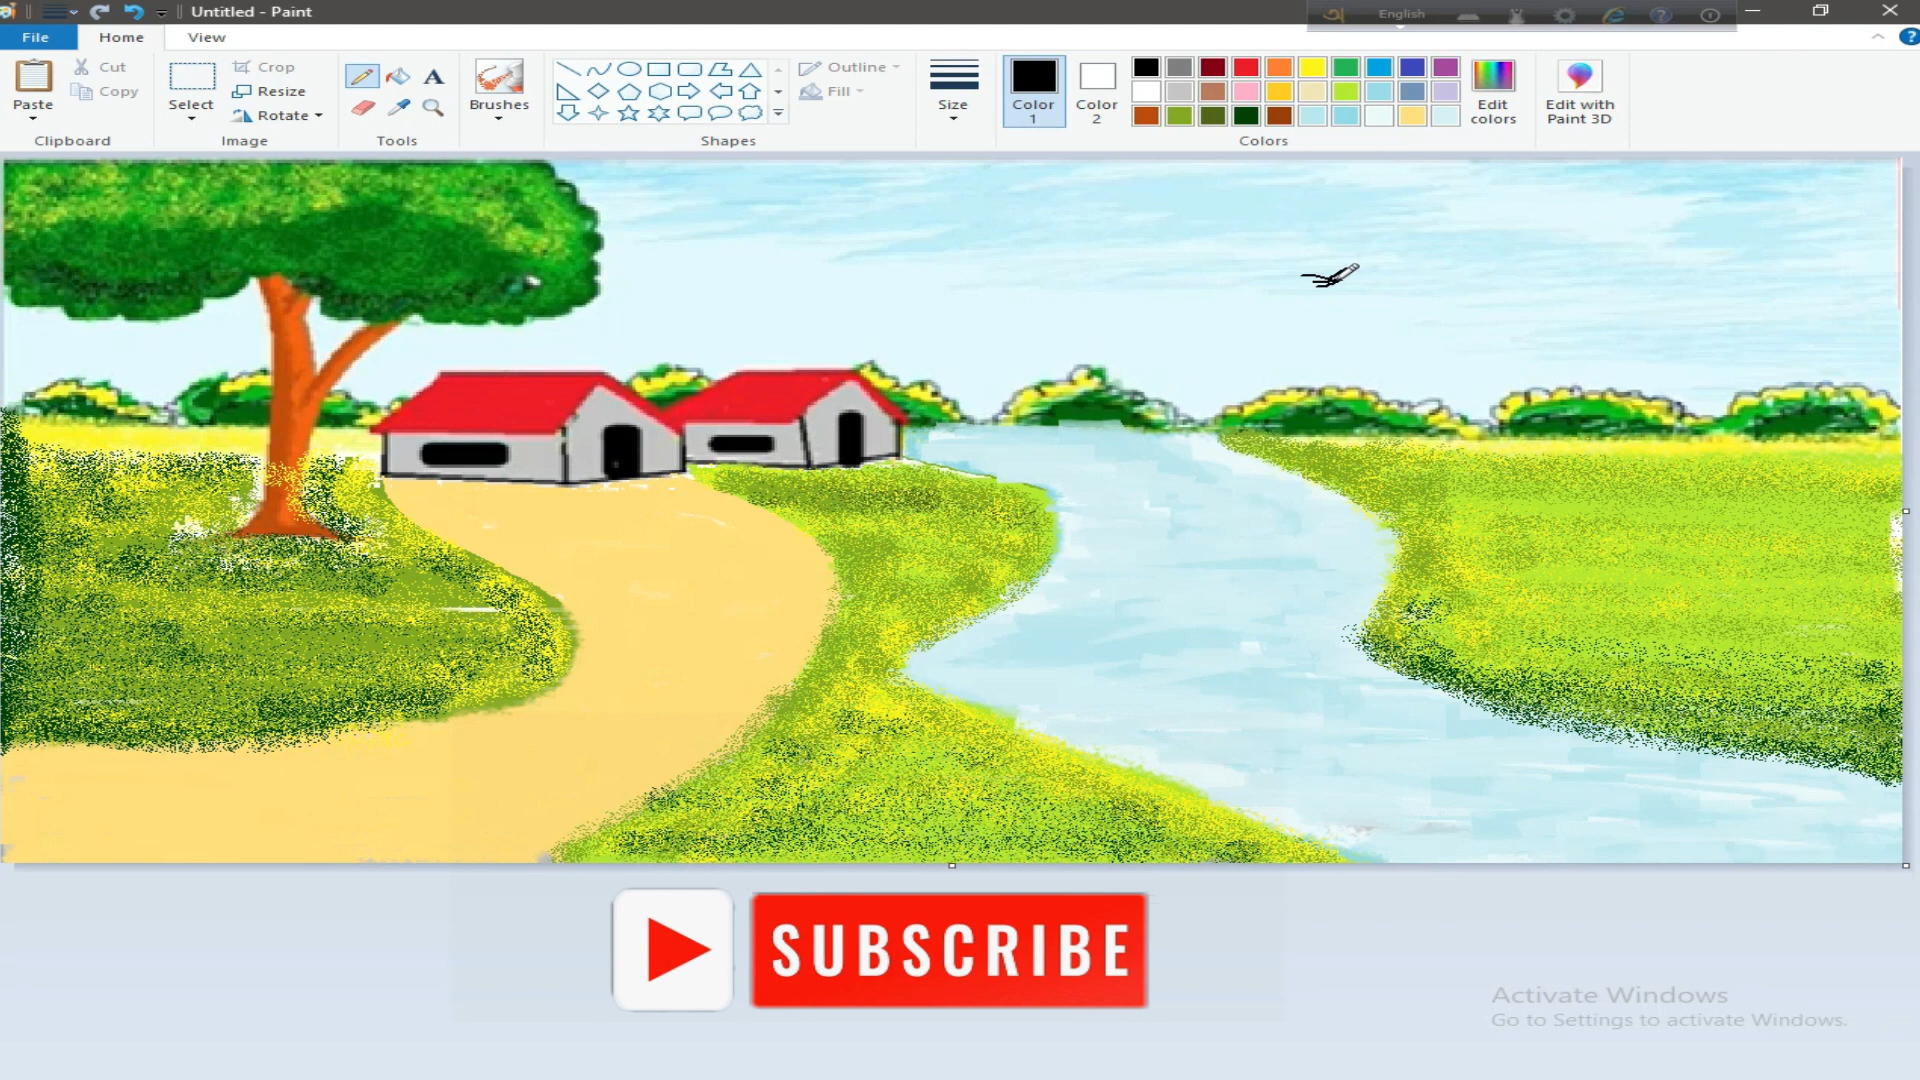 Untitled - Paint
অ English
File Home View
Paste
Cut
Copy
Clipboard
Select
Crop
Resize
Rotate
Image
A
Tools
Brushes
Shapes
Outline
Fill
Size
Color
1
Color
2
Colors
Edit
colors
Edit with
Paint 3D
SUBSCRIBE
Activate Windows
Go to Settings to activate Windows.